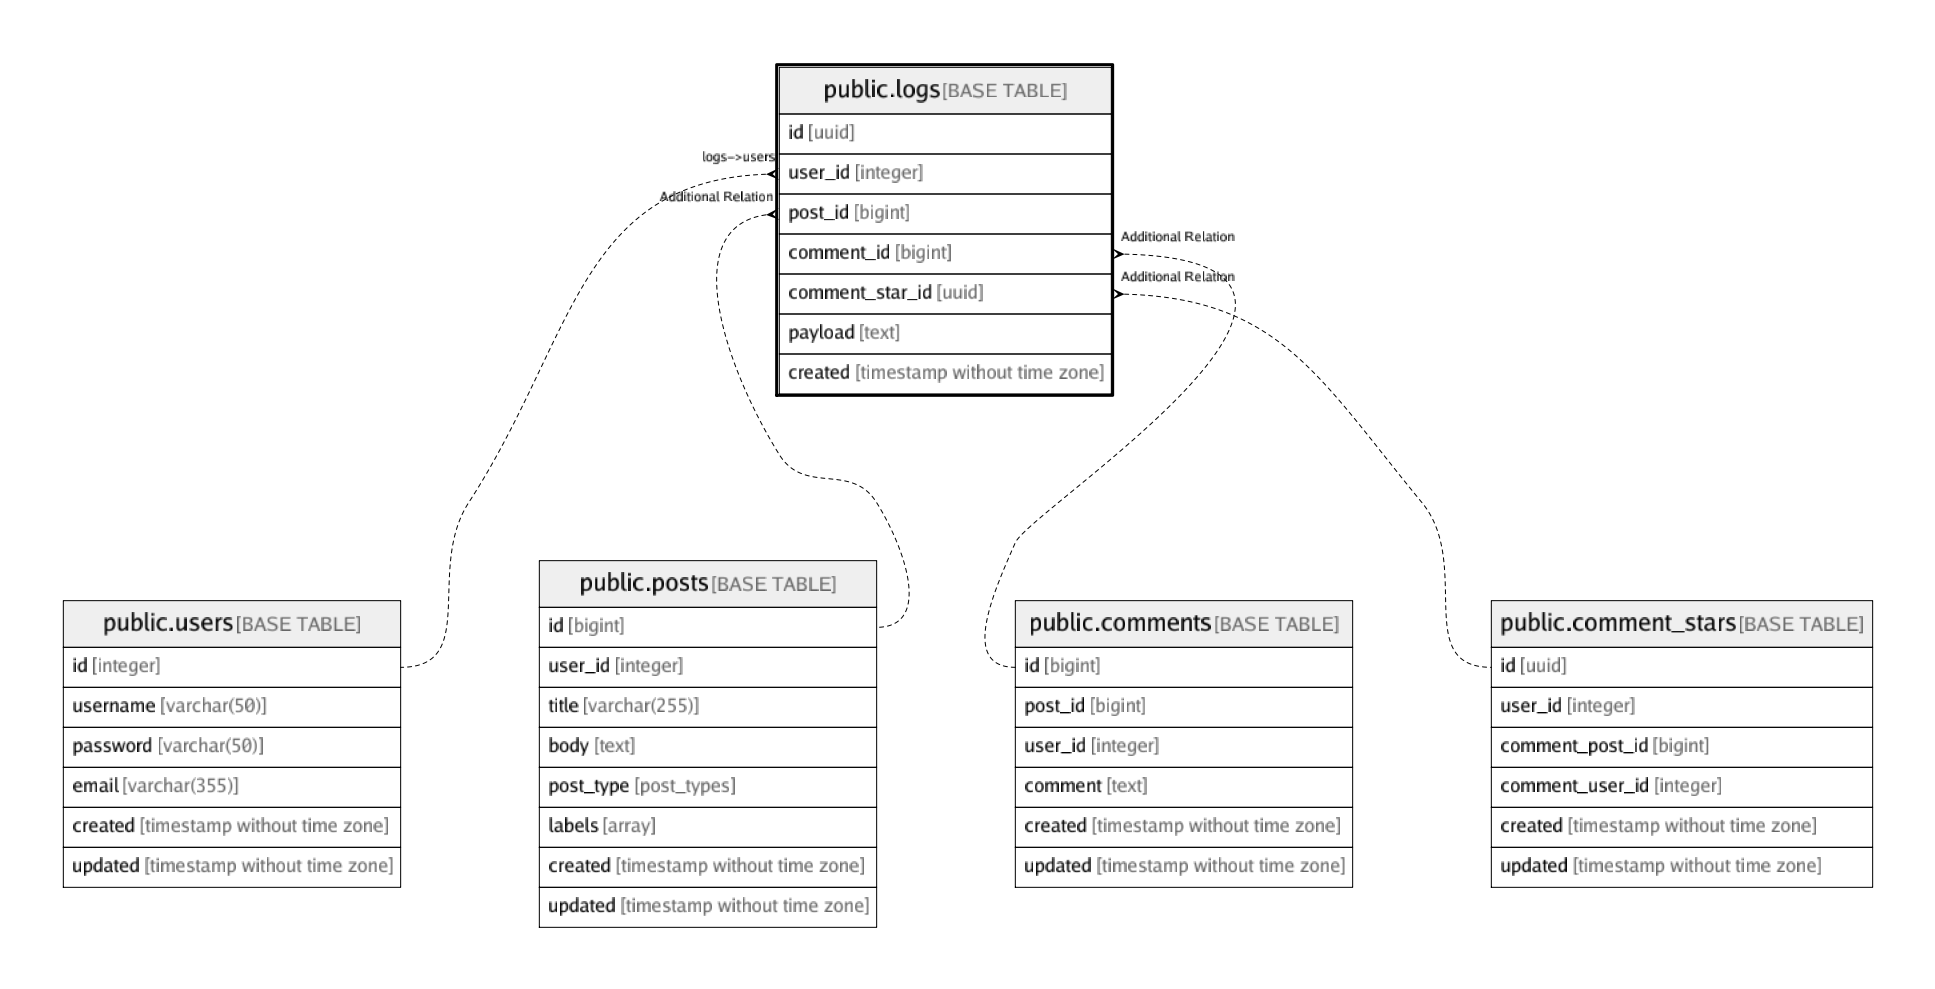 public.logs[BASE TABLE]
id [uuid]
logs->users
user_id [integer]
Additional Relation
post_id [bigint]
Additional Relation
comment_id [bigint]
Additional Relation
comment_star_id [uuid]
payload [text]
created [timestamp without time zone]
public.users[BASE TABLE]
id [integer]
username [varchar(50)]
password [varchar(50)]
email [varchar(355)]
created [timestamp without time zone]
updated [timestamp without time zone]
public.posts[BASE TABLE]
id [bigint]
user_id [integer]
title [varchar(255)]
body [text]
post_type [post_types]
labels [array]
created [timestamp without time zone]
updated [timestamp without time zone]
public.comments[BASE TABLE]
id [bigint]
post_id [bigint]
user_id [integer]
comment [text]
created [timestamp without time zone]
updated [timestamp without time zone]
public.comment_stars[BASE TABLE]
id [uuid]
user_id [integer]
comment_post_id [bigint]
comment_user_id [integer]
created [timestamp without time zone]
updated [timestamp without time zone]